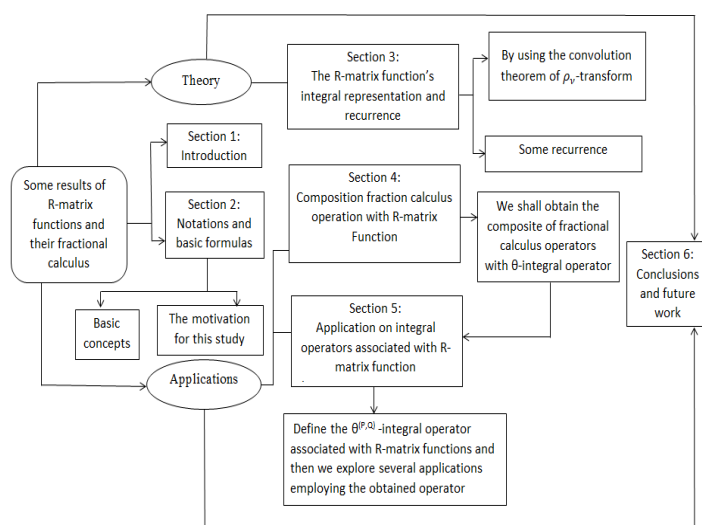 Theory
Section 3:
The R-matrix function's
integral representation and
recurrence
By using the convolution
theorem of ρᵥ-transform
Some recurrence
Section 1:
Introduction
Some results of
R-matrix
functions and
their fractional
calculus
Section 2:
Notations and
basic formulas
Section 4:
Composition fraction calculus
operation with R-matrix
Function
We shall obtain the
composite of fractional
calculus operators
with θ-integral operator
Section 6:
Conclusions
and future
work
Basic
concepts
The motivation
for this study
Section 5:
Application on integral
operators associated with R-
matrix function
.
Applications
Define the θ^(P,Q) -integral operator
associated with R-matrix functions and
then we explore several applications
employing the obtained operator